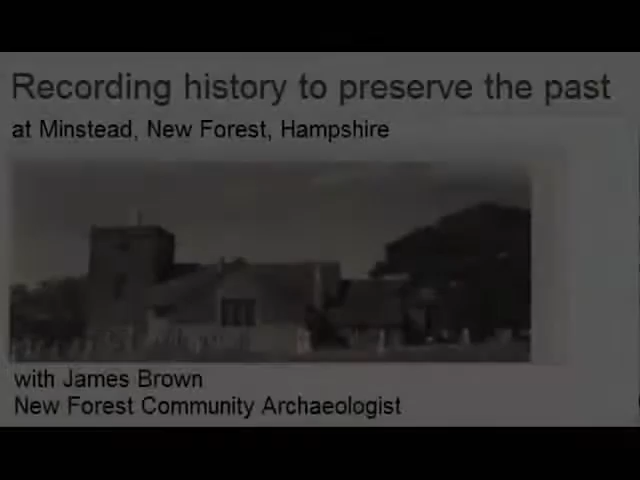 Recording history to preserve the past
at Minstead, New Forest, Hampshire
with James Brown
New Forest Community Archaeologist